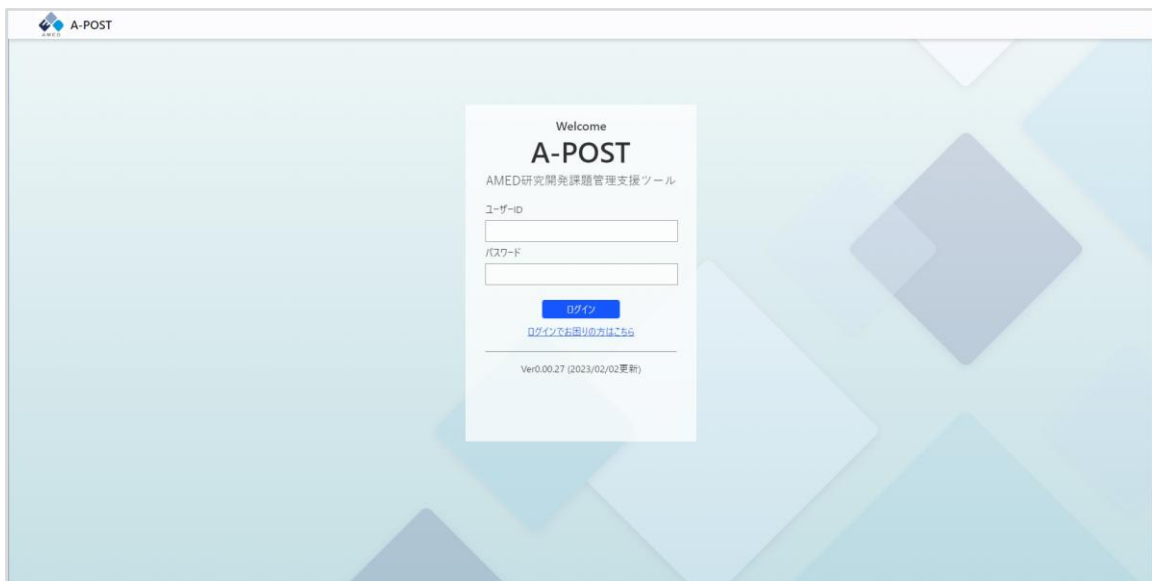 AMED
A-POST
Welcome
A-POST
AMED研究開発課題管理支援ツール
ユーザーID
パスワード
ログイン
ログインでお困りの方はこちら
Ver0.00.27 (2023/02/02更新)